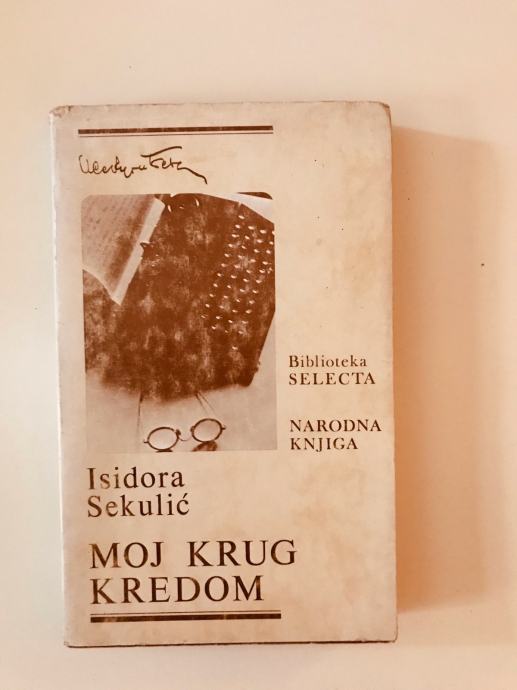 Biblioteka
SELECTA
NARODNA
KNJIGA
Isidora
Sekulić
MOJ KRUG
KREDOM